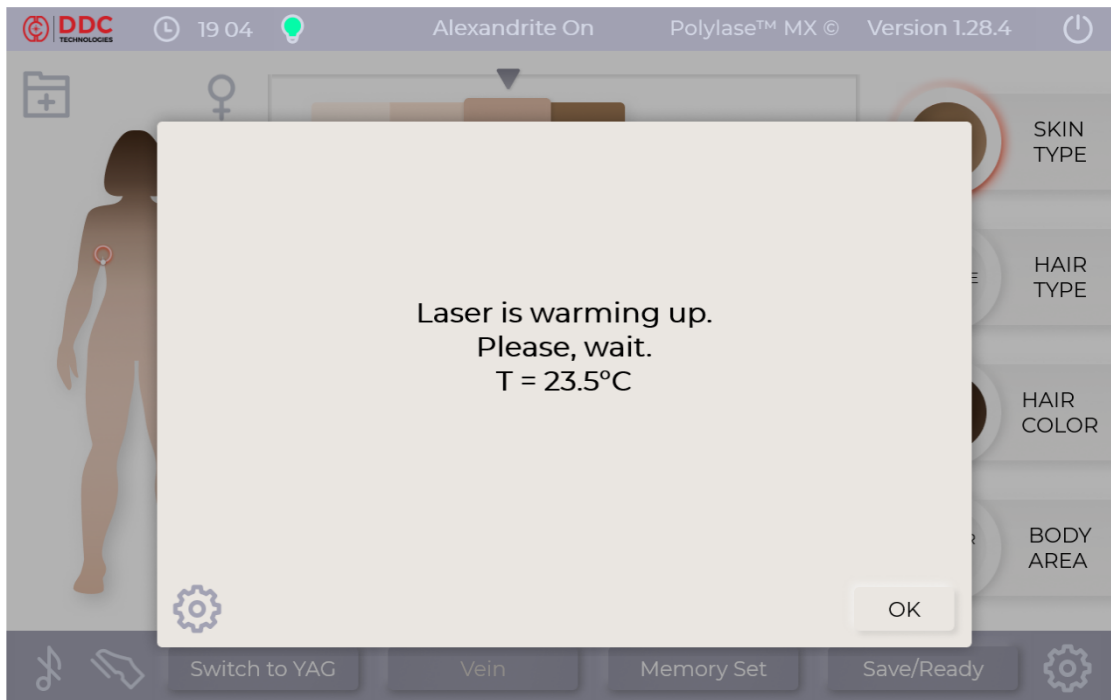 DDC
TECHNOLOGIES
19 04
Alexandrite On
Polylase™ MX ©
Version 1.28.4
SKIN
TYPE
HAIR
TYPE
HAIR
COLOR
BODY
AREA
Laser is warming up.
Please, wait.
T = 23.5°C
OK
Switch to YAG
Vein
Memory Set
Save/Ready